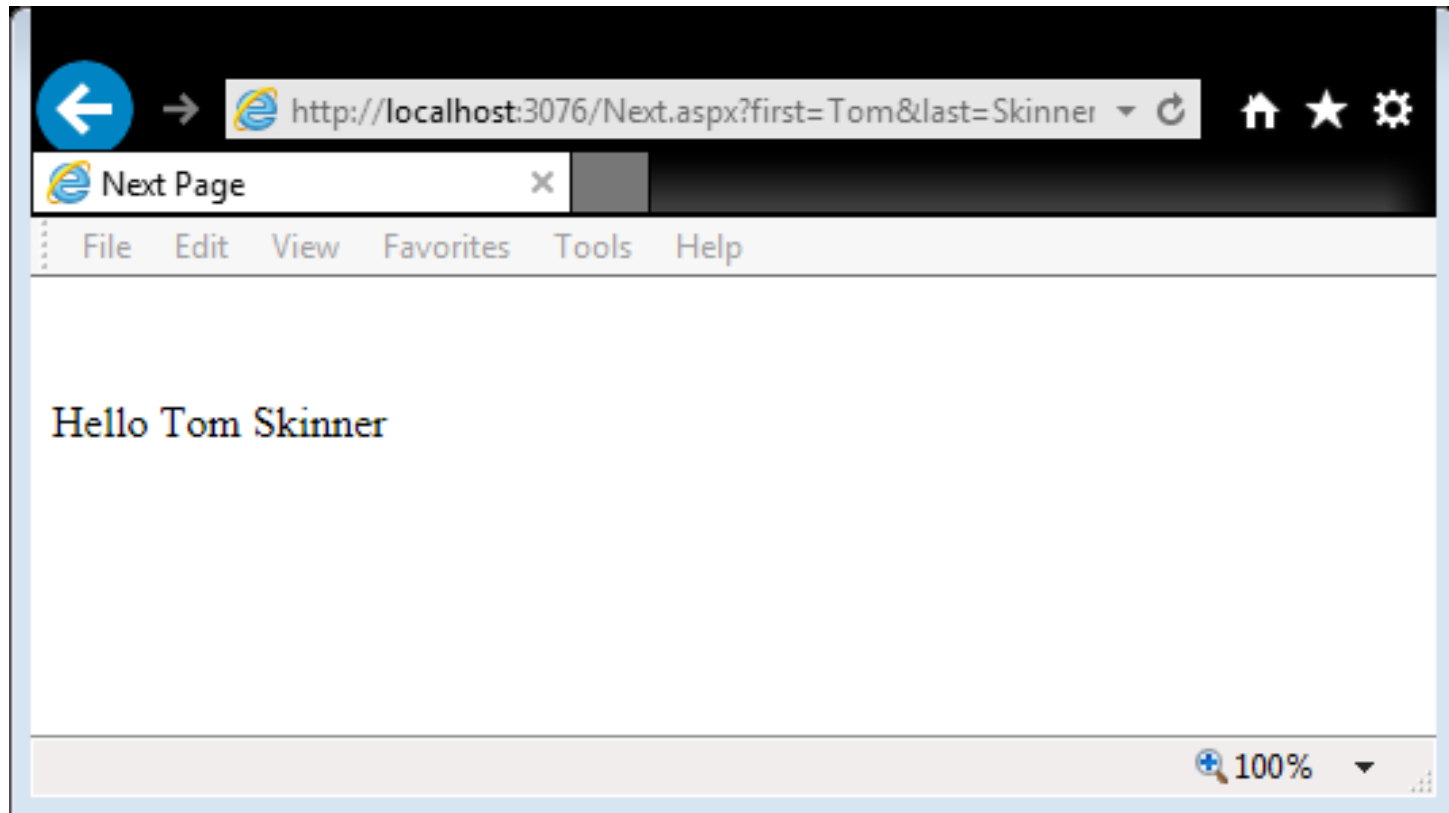 http://localhost:3076/Next.aspx?first=Tom&last=Skinner
Next Page
File Edit View Favorites Tools Help
Hello Tom Skinner
100%